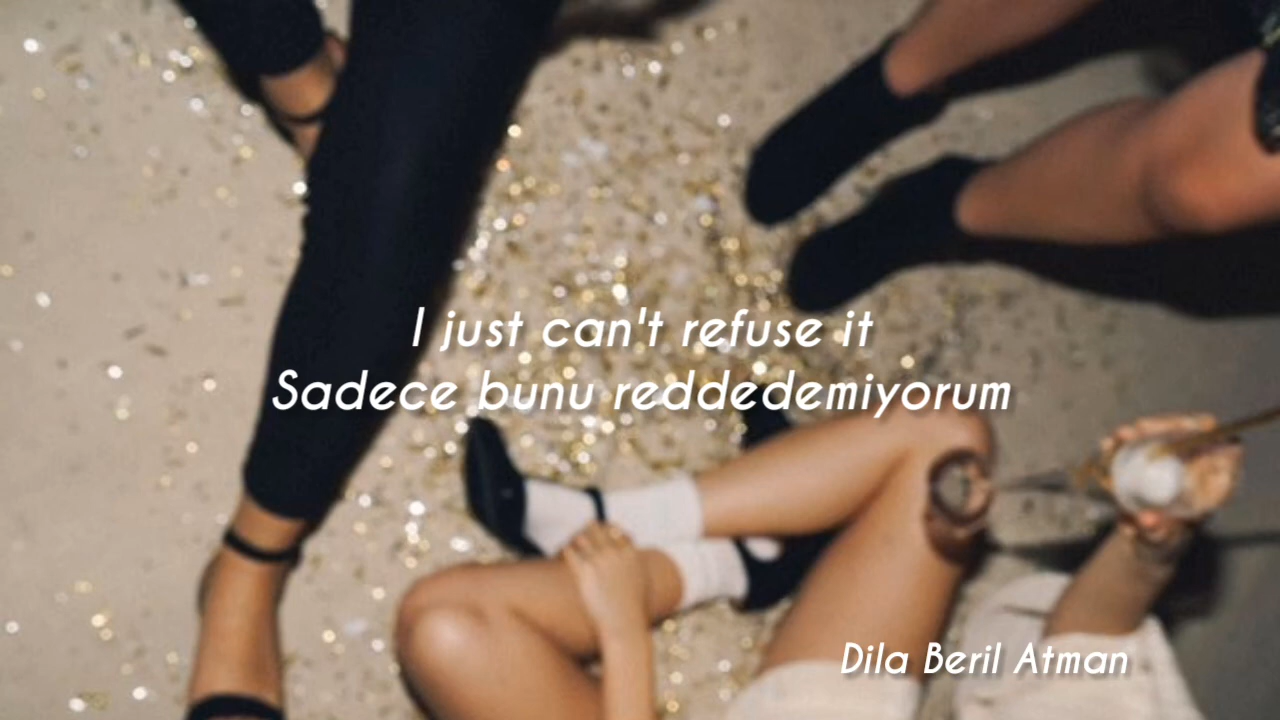 I just can't refuse it
Sadece bunu reddedemiyorum
Dila Beril Atman